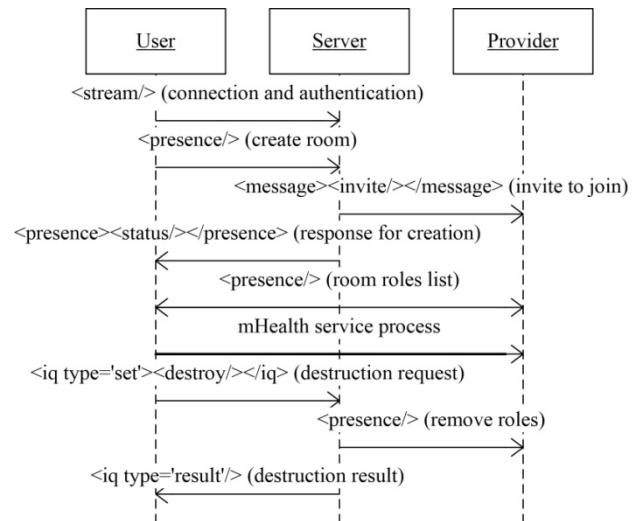 User
Server
Provider
<stream/> (connection and authentication)
<presence/> (create room)
<message><invite/></message> (invite to join)
<presence><status/></presence> (response for creation)
<presence/> (room roles list)
mHealth service process
<iq type='set'><destroy/></iq> (destruction request)
<presence/> (remove roles)
<iq type='result'/> (destruction result)